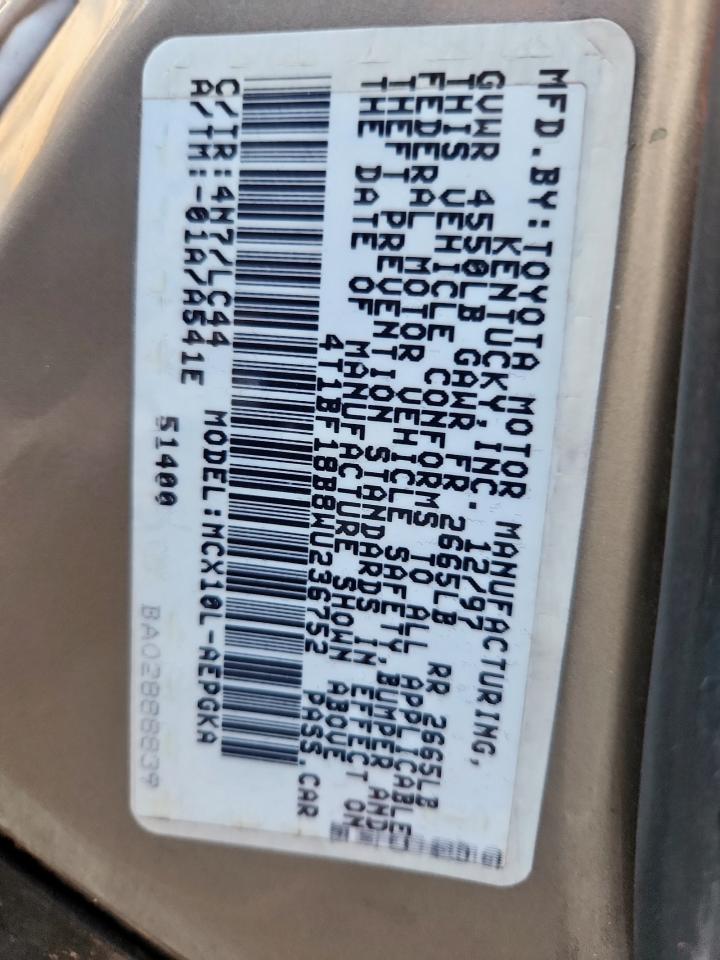 MFD.BY:TOYOTA MOTOR MANUFACTURING,
KENTUCKY,INC. 12/97
GVWR 4550LB GAWR FR 2665LB RR 2665LB
THIS VEHICLE CONFORMS TO ALL APPLICABLE
FEDERAL MOTOR VEHICLE SAFETY,BUMPER AND
THEFT PREVENTION STANDARDS IN EFFECT ON
THE DATE OF MANUFACTURE SHOWN ABOVE
4T1BF18B8WU236752 PASS.CAR
C/TR:4M7/LC44 MODEL:MCX10L-AEPGKA
A/TM:-01A/A541E 51400
BA02888839